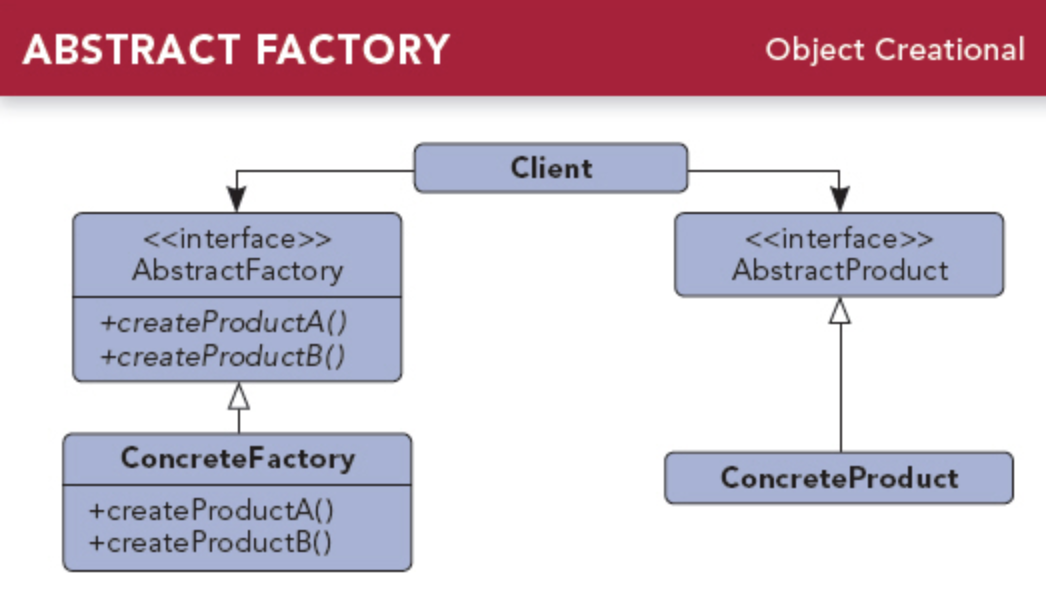 ABSTRACT FACTORY
Object Creational
Client
<<interface>>
AbstractFactory
+createProductA()
+createProductB()
<<interface>>
AbstractProduct
ConcreteFactory
+createProductA()
+createProductB()
ConcreteProduct